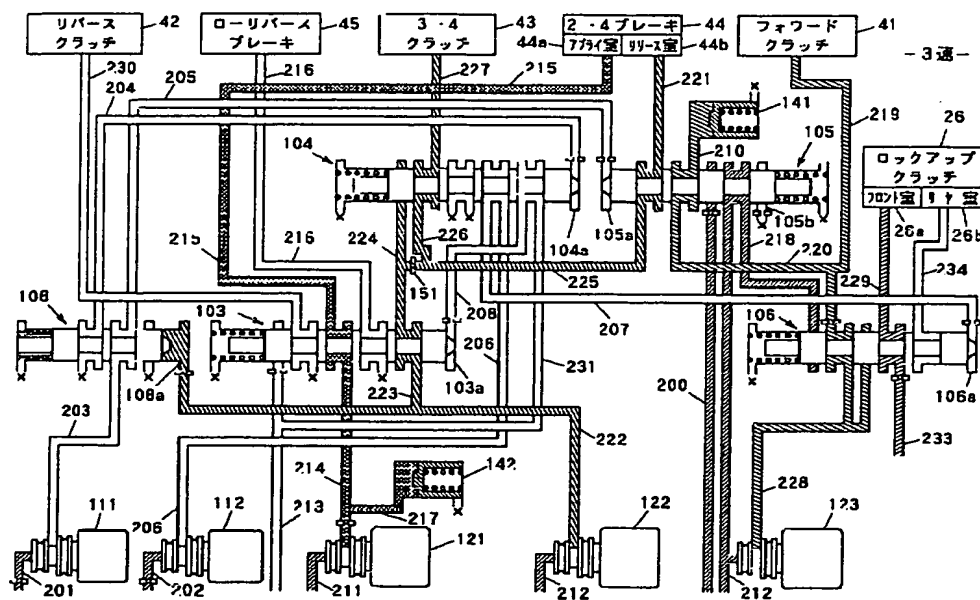 42 45 43 44 41
リバース
クラッチ
ローリバース
ブレーキ
3・4
クラッチ
2・4ブレーキ
アプライ室 リリース室
フォワード
クラッチ
－3速－
44a 44b
230 216 227 215 221
204 205 141 219
26
ロックアップ
クラッチ
フロント室 リヤ室
26a 26b
104 210 105
104a 105a 105b
215 216 224 226 218 220 234
151 225 229
108 103 208 207 106
206 231
108a 103a 106a
203 223 200 222 233
214 142 228
111 112 122 123
206 213 217 121
201 202 211 212 212